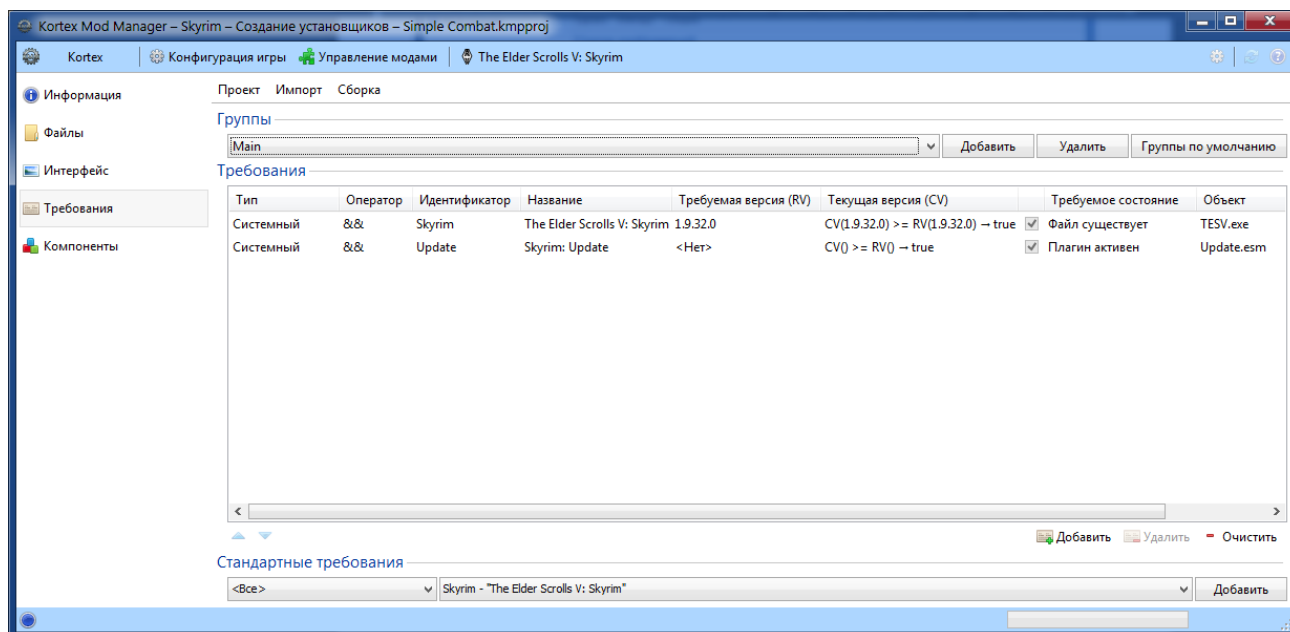 Kortex Mod Manager – Skyrim – Создание установщиков – Simple Combat.kmpproj
Kortex Конфигурация игры Управление модами The Elder Scrolls V: Skyrim
Информация
Файлы
Интерфейс
Требования
Компоненты
Проект Импорт Сборка
Группы
Main Добавить Удалить Группы по умолчанию
Требования
Тип Оператор Идентификатор Название Требуемая версия (RV) Текущая версия (CV) Требуемое состояние Объект
Системный && Skyrim The Elder Scrolls V: Skyrim 1.9.32.0 CV(1.9.32.0) >= RV(1.9.32.0) → true Файл существует TESV.exe
Системный && Update Skyrim: Update <Нет> CV() >= RV() → true Плагин активен Update.esm
Добавить Удалить Очистить
Стандартные требования
<Все> Skyrim - "The Elder Scrolls V: Skyrim" Добавить